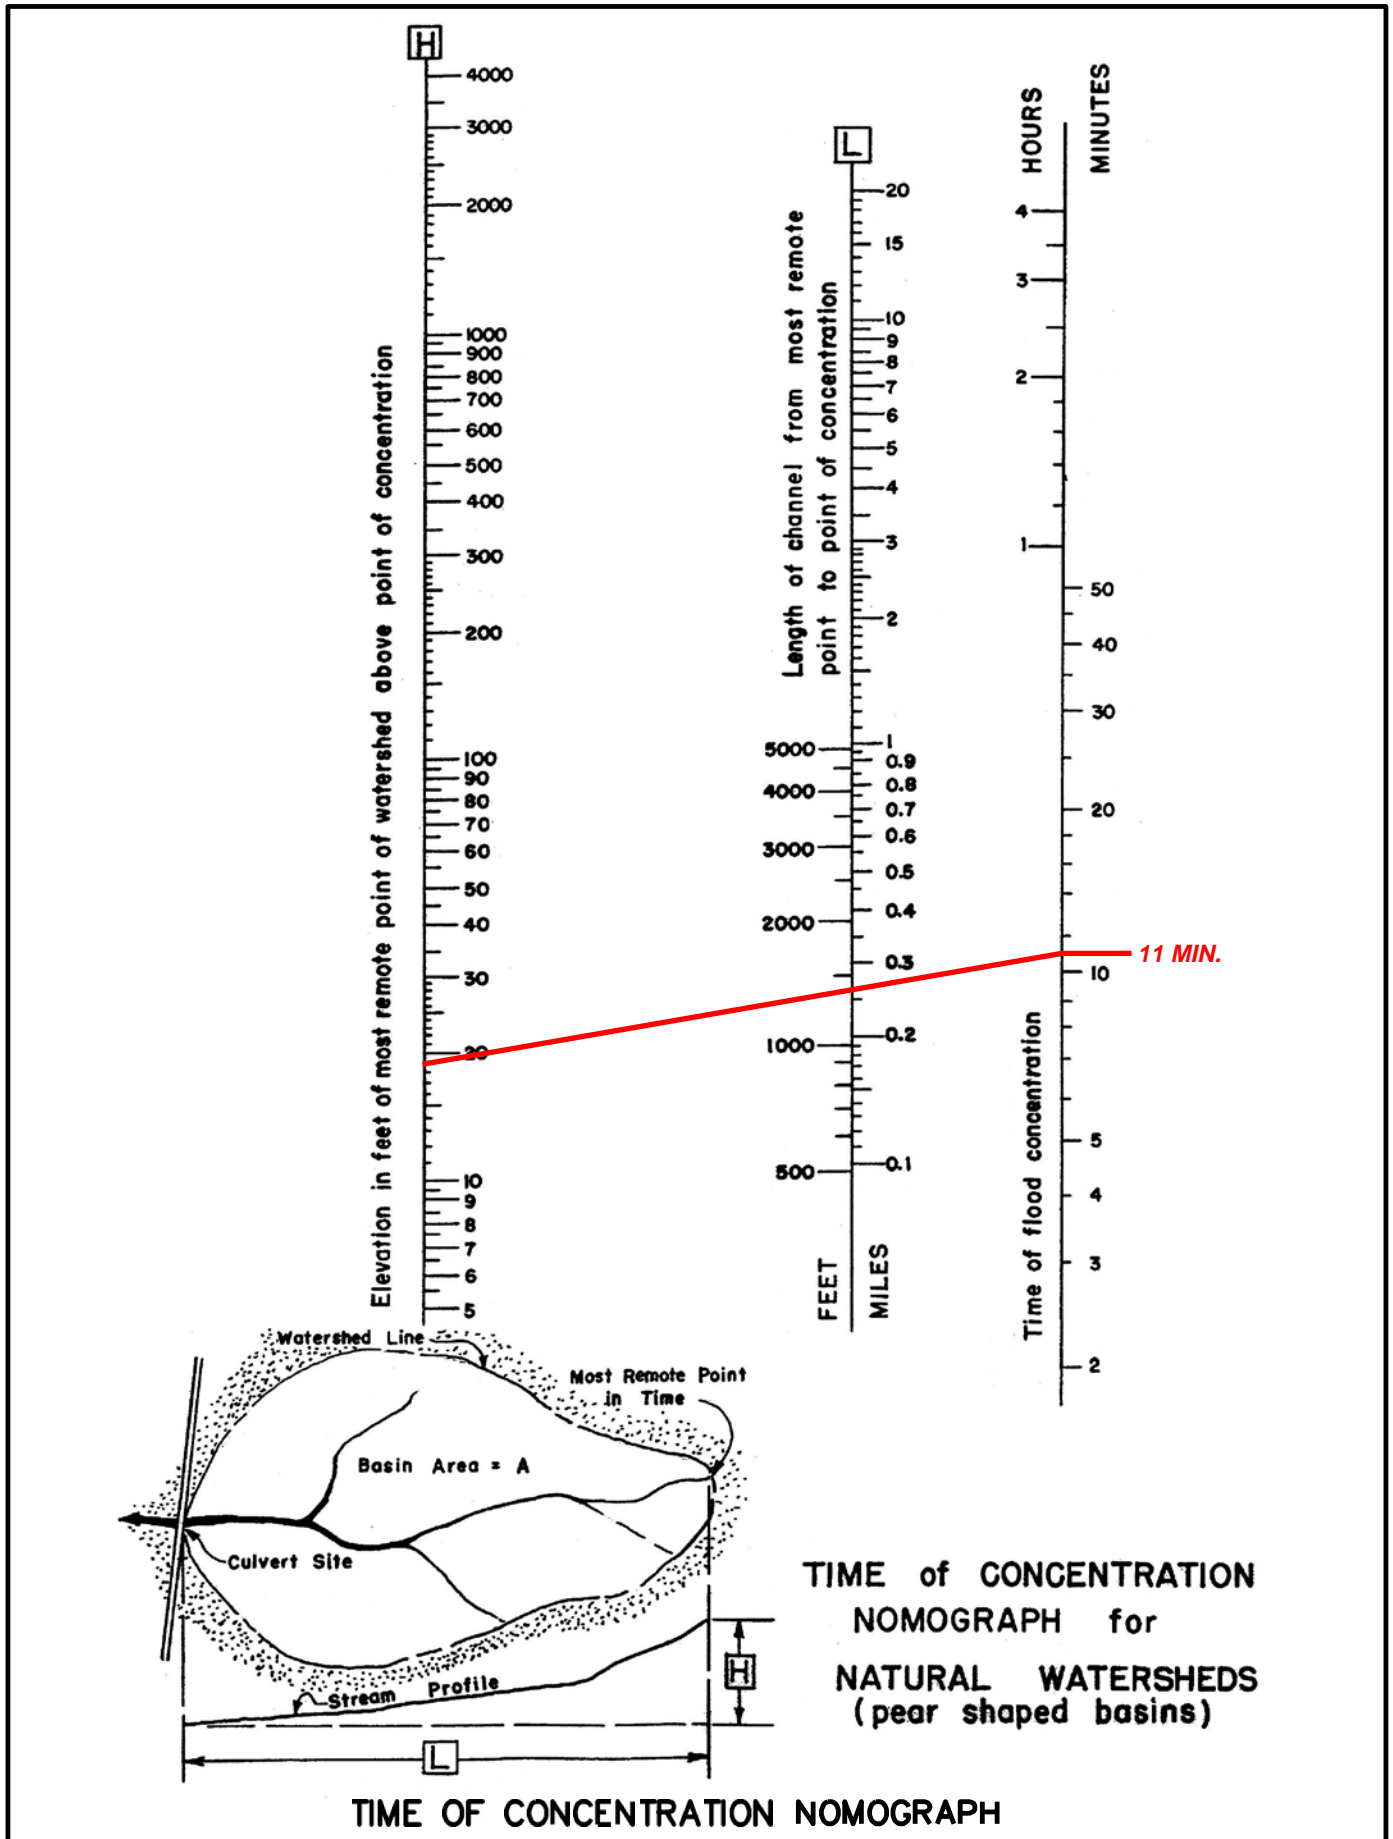 H
4000
3000
2000
1000
900
800
700
600
500
400
300
200
100
90
80
70
60
50
40
30
20
10
9
8
7
6
5
Elevation in feet of most remote point of watershed above point of concentration
L
20
15
10
9
8
7
6
5
4
3
2
1
0.9
0.8
0.7
0.6
0.5
0.4
0.3
0.2
0.1
5000
4000
3000
2000
1000
500
FEET
MILES
Length of channel from most remote
point to point of concentration
HOURS
MINUTES
4
3
2
1
50
40
30
20
10
5
4
3
2
Time of flood concentration
11 MIN.
Watershed Line
Most Remote Point
in Time
Basin Area = A
Culvert Site
Stream Profile
H
L
TIME of CONCENTRATION
NOMOGRAPH for
NATURAL WATERSHEDS
(pear shaped basins)
TIME OF CONCENTRATION NOMOGRAPH